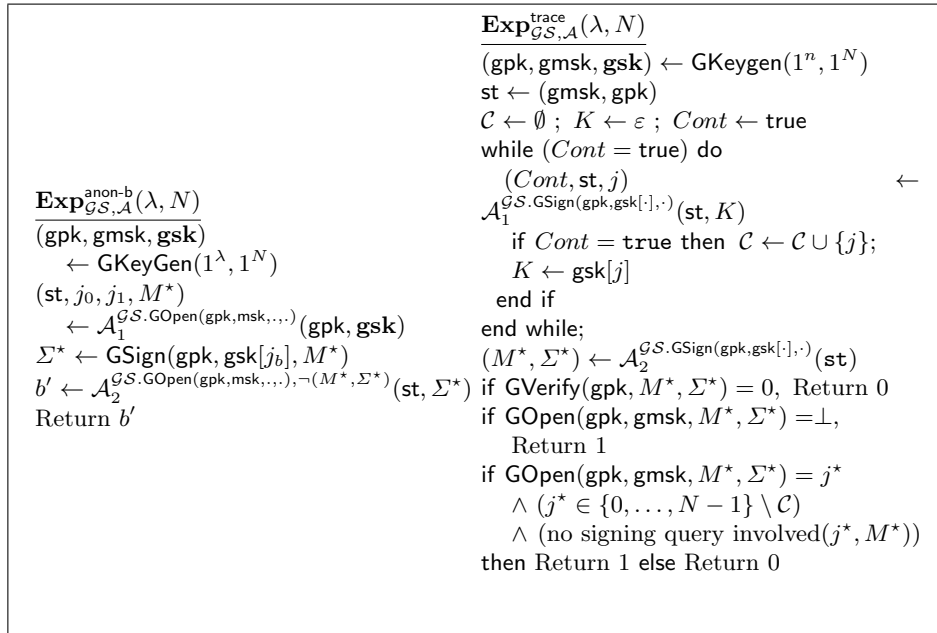 Exp^{anon-b}_{GS,A}(λ, N)
(gpk, gmsk, gsk)
← GKeyGen(1^λ, 1^N)
(st, j_0, j_1, M^⋆)
← A_1^{GS.GOpen(gpk,msk,.,.)}(gpk, gsk)
Σ^⋆ ← GSign(gpk, gsk[j_b], M^⋆)
b′ ← A_2^{GS.GOpen(gpk,msk,.,.),¬(M^⋆,Σ^⋆)}(st, Σ^⋆)
Return b′
Exp^{trace}_{GS,A}(λ, N)
(gpk, gmsk, gsk) ← GKeygen(1^n, 1^N)
st ← (gmsk, gpk)
C ← ∅ ; K ← ε ; Cont ← true
while (Cont = true) do
(Cont, st, j) ←
A_1^{GS.GSign(gpk,gsk[·],·)}(st, K)
if Cont = true then C ← C ∪ {j};
K ← gsk[j]
end if
end while;
(M^⋆, Σ^⋆) ← A_2^{GS.GSign(gpk,gsk[·],·)}(st)
if GVerify(gpk, M^⋆, Σ^⋆) = 0, Return 0
if GOpen(gpk, gmsk, M^⋆, Σ^⋆) =⊥,
Return 1
if GOpen(gpk, gmsk, M^⋆, Σ^⋆) = j^⋆
∧ (j^⋆ ∈ {0, . . . , N − 1} \ C)
∧ (no signing query involved(j^⋆, M^⋆))
then Return 1 else Return 0